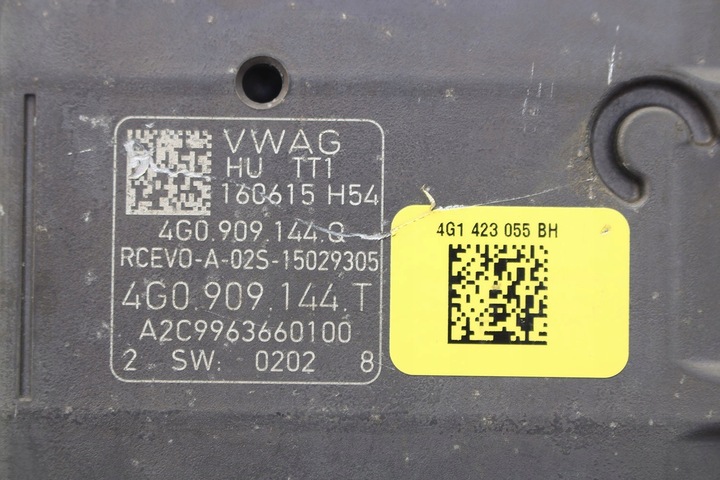 VWAG
HU TT1
160615 H54
4G0.909.144.Q
RCEVO-A-02S-15029305
4G0.909.144.T
A2C9963660100
2 SW: 0202 8
4G1 423 055 BH